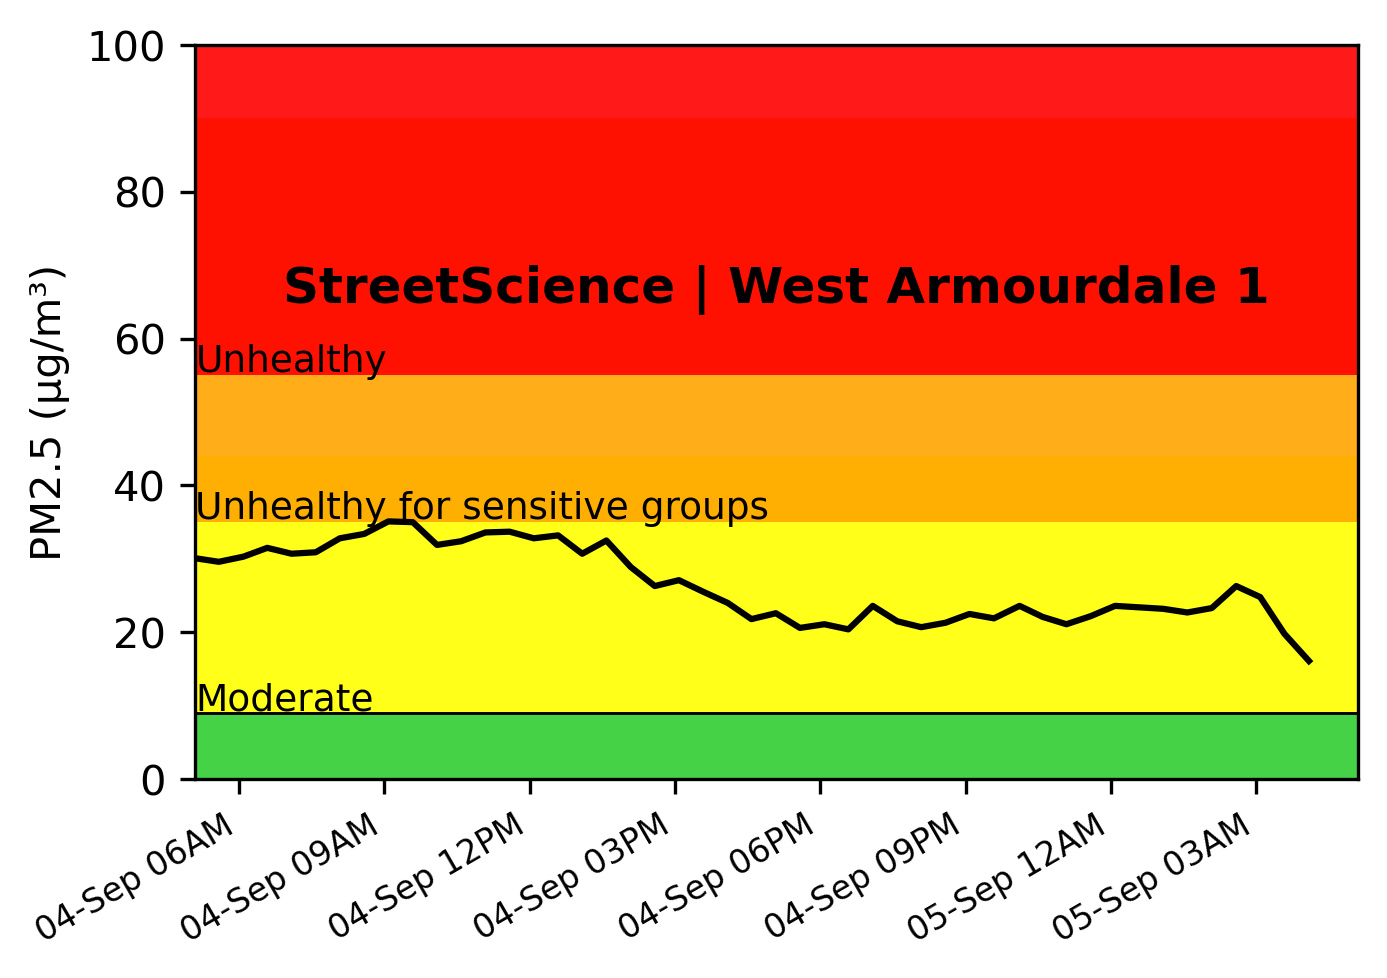 100
80
60
40
20
0
PM2.5 (µg/m³)
StreetScience | West Armourdale 1
Unhealthy
Unhealthy for sensitive groups
Moderate
04-Sep 06AM
04-Sep 09AM
04-Sep 12PM
04-Sep 03PM
04-Sep 06PM
04-Sep 09PM
05-Sep 12AM
05-Sep 03AM